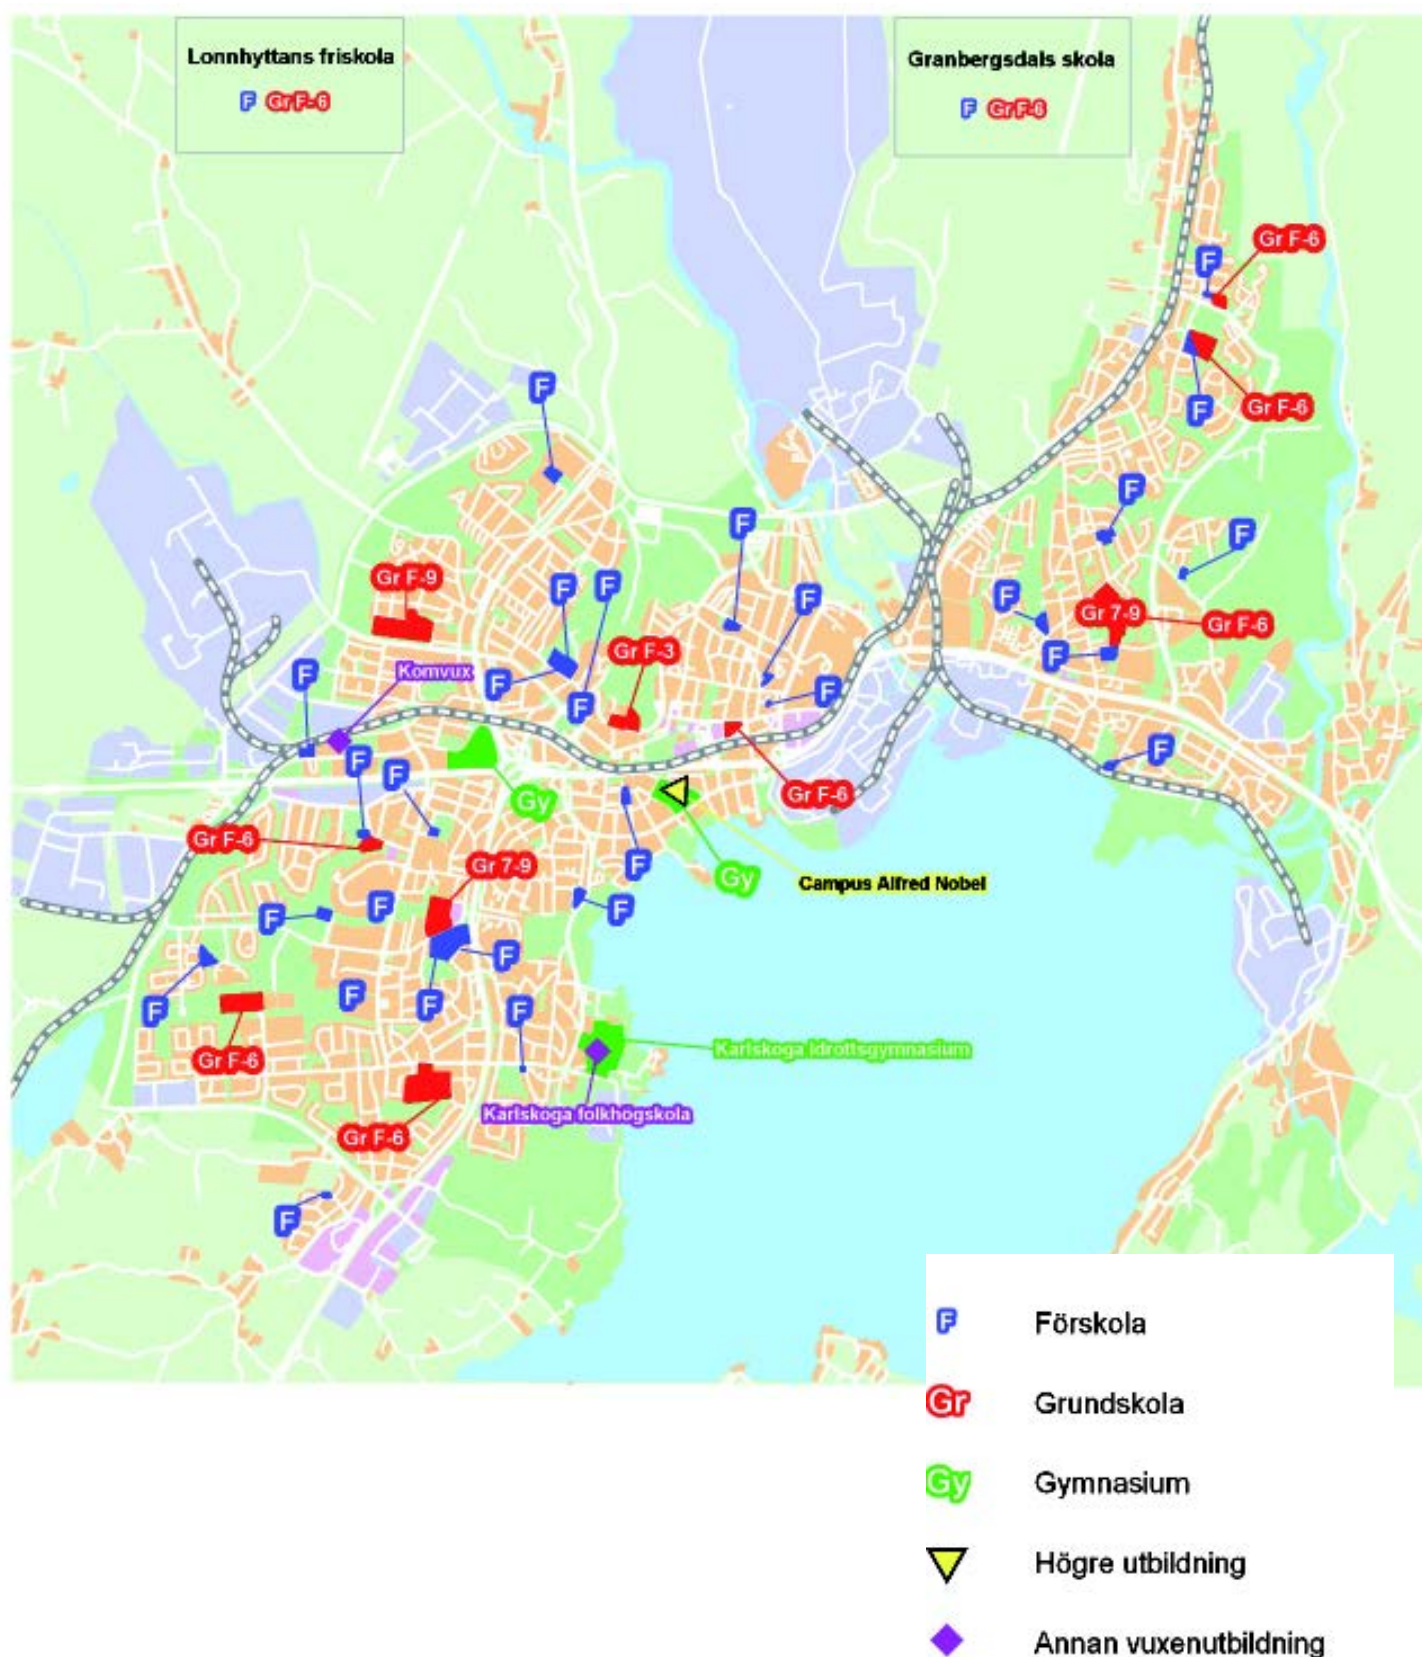 Lonnhyttans friskola
F Gr F-6
Granbergsdals skola
F Gr F-6
Gr F-6
F
F
Gr F-6
F
F
F
F
Gr F-9
F
F
F
F
Gr 7-9
Gr F-6
Gr F-3
F
Komvux
F
F
F
F
F
F
F
Gy
Gr F-6
Gr F-6
Gr 7-9
F
Gy
Campus Alfred Nobel
F
F
F
F
F
F
F
F
Gr F-6
Karlskoga Idrottsgymnasium
Karlskoga folkhögskola
Gr F-6
F
F Förskola
Gr Grundskola
Gy Gymnasium
Högre utbildning
Annan vuxenutbildning